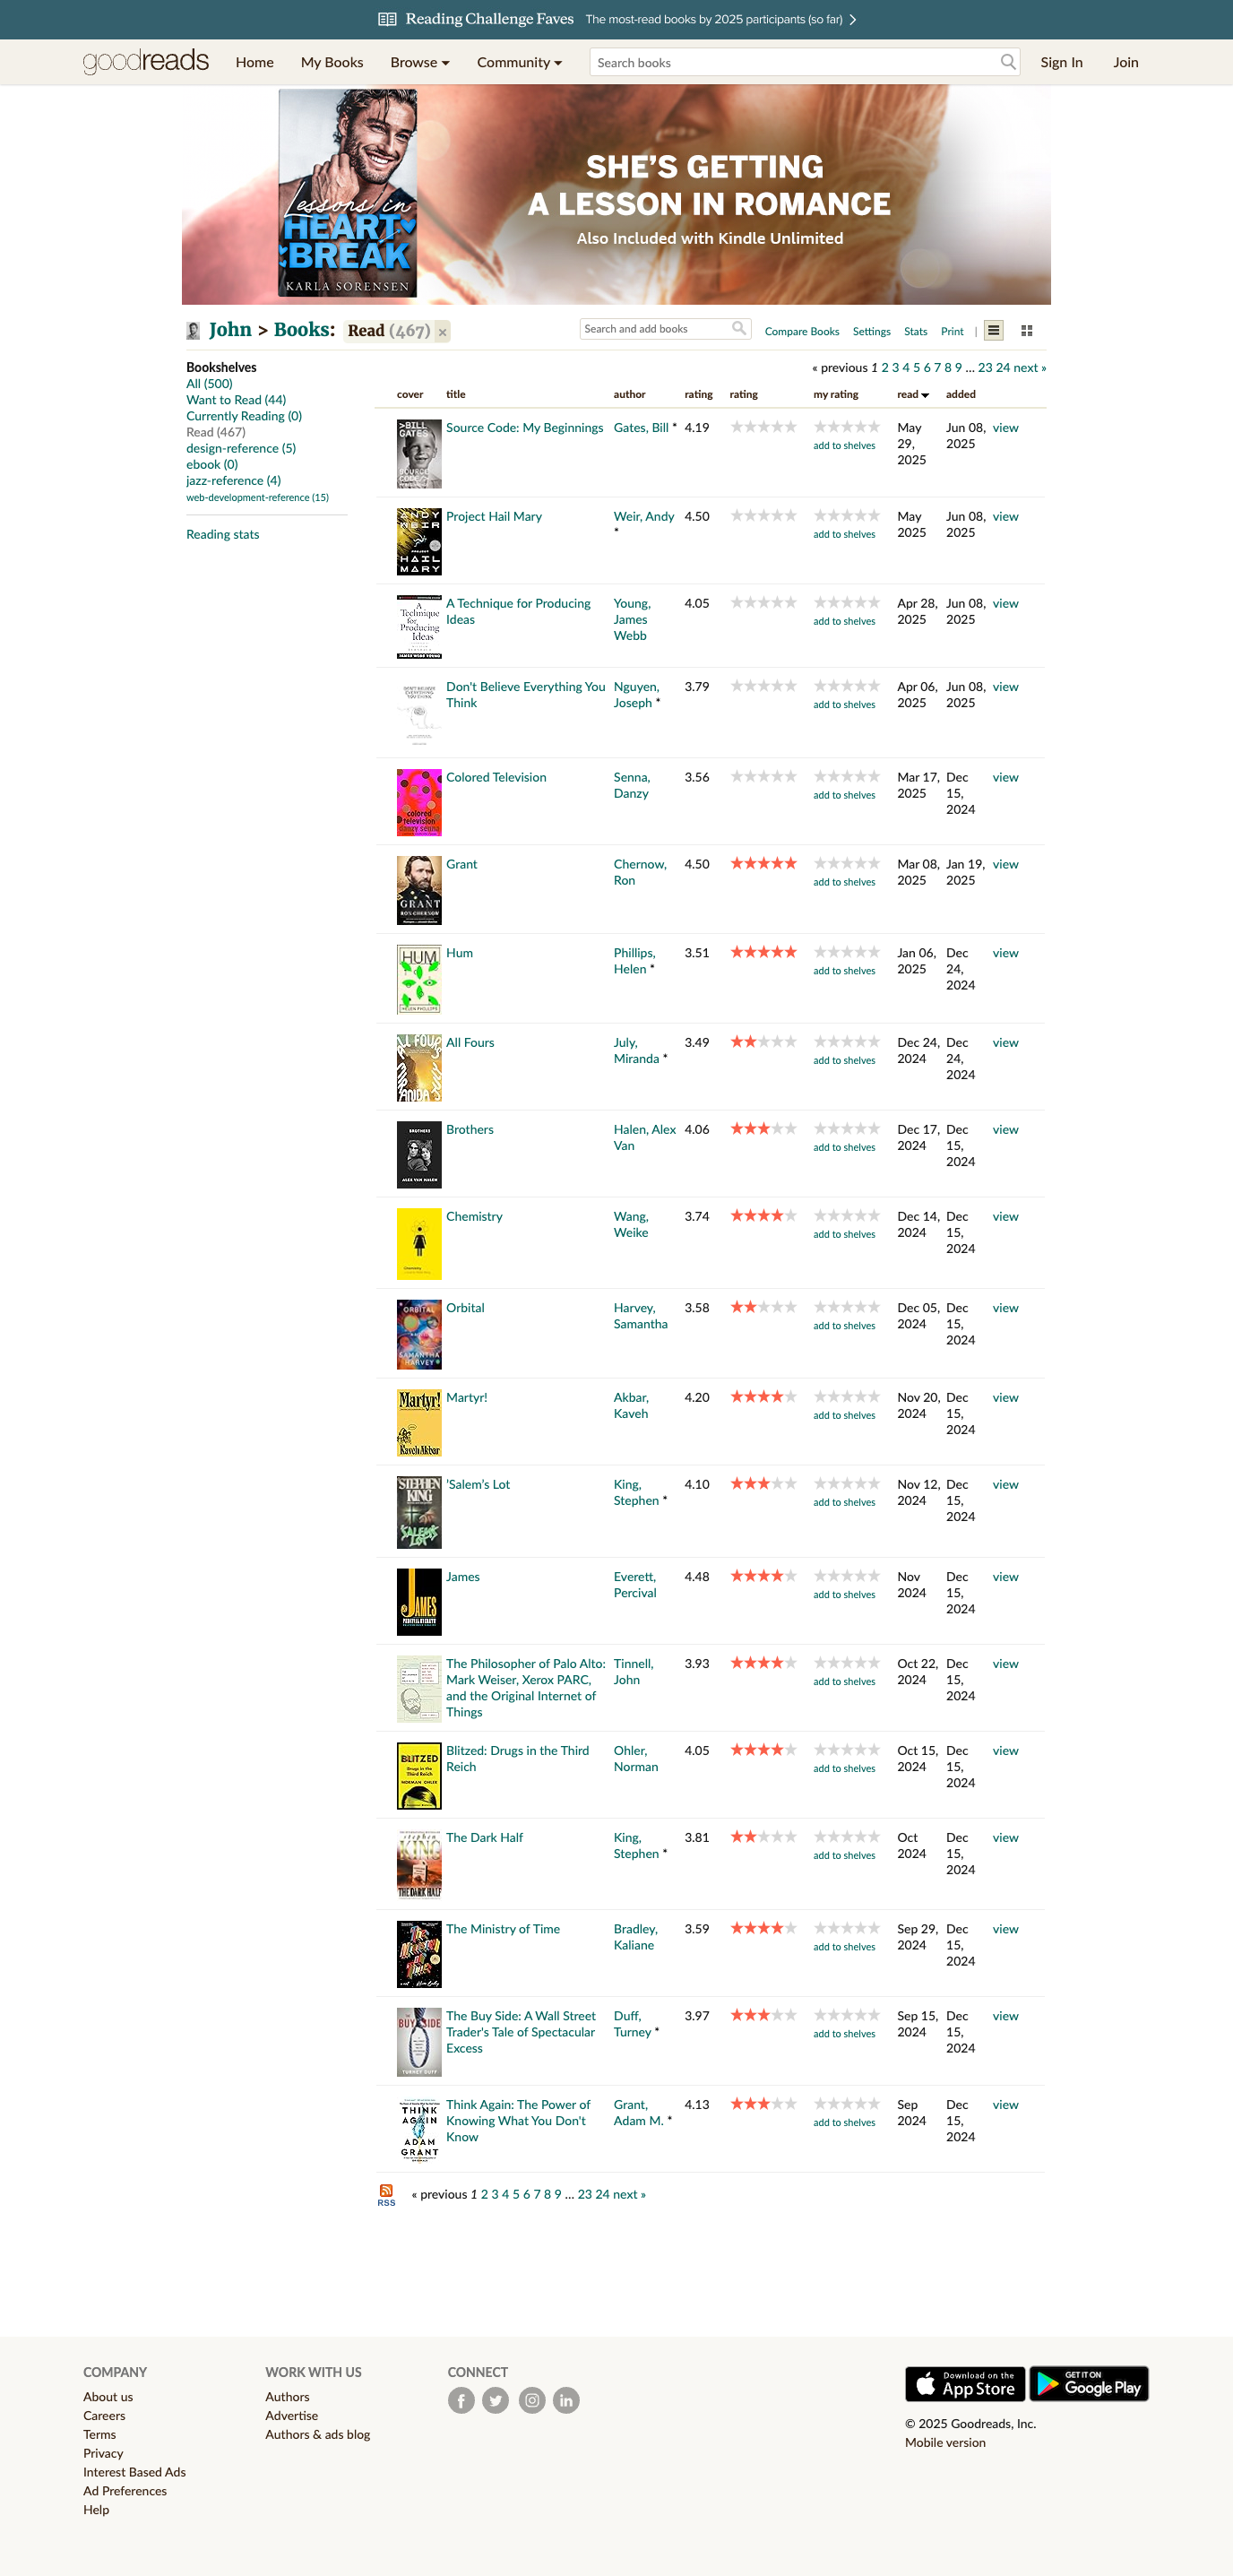 Reading Challenge Faves The most-read books by 2025 participants (so far)
goodreads Home My Books Browse Community Search books Sign In Join
Lessons in
HEART
BREAK
KARLA SORENSEN
SHE'S GETTING
A LESSON IN ROMANCE
Also Included with Kindle Unlimited
John > Books: Read (467) × Search and add books Compare Books Settings Stats Print |
Bookshelves
All (500)
Want to Read (44)
Currently Reading (0)
Read (467)
design-reference (5)
ebook (0)
jazz-reference (4)
web-development-reference (15)
Reading stats
« previous 1 2 3 4 5 6 7 8 9 … 23 24 next »
cover title author rating rating my rating read added
Source Code: My Beginnings Gates, Bill * 4.19 add to shelves May 29, 2025 Jun 08, 2025 view
Project Hail Mary Weir, Andy * 4.50 add to shelves May 2025 Jun 08, 2025 view
A Technique for Producing Ideas Young, James Webb 4.05 add to shelves Apr 28, 2025 Jun 08, 2025 view
Don't Believe Everything You Think Nguyen, Joseph * 3.79 add to shelves Apr 06, 2025 Jun 08, 2025 view
Colored Television Senna, Danzy 3.56 add to shelves Mar 17, 2025 Dec 15, 2024 view
Grant Chernow, Ron 4.50 add to shelves Mar 08, 2025 Jan 19, 2025 view
Hum Phillips, Helen * 3.51 add to shelves Jan 06, 2025 Dec 24, 2024 view
All Fours July, Miranda * 3.49 add to shelves Dec 24, 2024 Dec 24, 2024 view
Brothers Halen, Alex Van 4.06 add to shelves Dec 17, 2024 Dec 15, 2024 view
Chemistry Wang, Weike 3.74 add to shelves Dec 14, 2024 Dec 15, 2024 view
Orbital Harvey, Samantha 3.58 add to shelves Dec 05, 2024 Dec 15, 2024 view
Martyr! Akbar, Kaveh 4.20 add to shelves Nov 20, 2024 Dec 15, 2024 view
'Salem's Lot King, Stephen * 4.10 add to shelves Nov 12, 2024 Dec 15, 2024 view
James Everett, Percival 4.48 add to shelves Nov 2024 Dec 15, 2024 view
The Philosopher of Palo Alto: Mark Weiser, Xerox PARC, and the Original Internet of Things Tinnell, John 3.93 add to shelves Oct 22, 2024 Dec 15, 2024 view
Blitzed: Drugs in the Third Reich Ohler, Norman 4.05 add to shelves Oct 15, 2024 Dec 15, 2024 view
The Dark Half King, Stephen * 3.81 add to shelves Oct 2024 Dec 15, 2024 view
The Ministry of Time Bradley, Kaliane 3.59 add to shelves Sep 29, 2024 Dec 15, 2024 view
The Buy Side: A Wall Street Trader's Tale of Spectacular Excess Duff, Turney * 3.97 add to shelves Sep 15, 2024 Dec 15, 2024 view
Think Again: The Power of Knowing What You Don't Know Grant, Adam M. * 4.13 add to shelves Sep 2024 Dec 15, 2024 view
RSS « previous 1 2 3 4 5 6 7 8 9 … 23 24 next »
COMPANY
About us
Careers
Terms
Privacy
Interest Based Ads
Ad Preferences
Help
WORK WITH US
Authors
Advertise
Authors & ads blog
CONNECT
Download on the App Store
GET IT ON Google Play
© 2025 Goodreads, Inc.
Mobile version